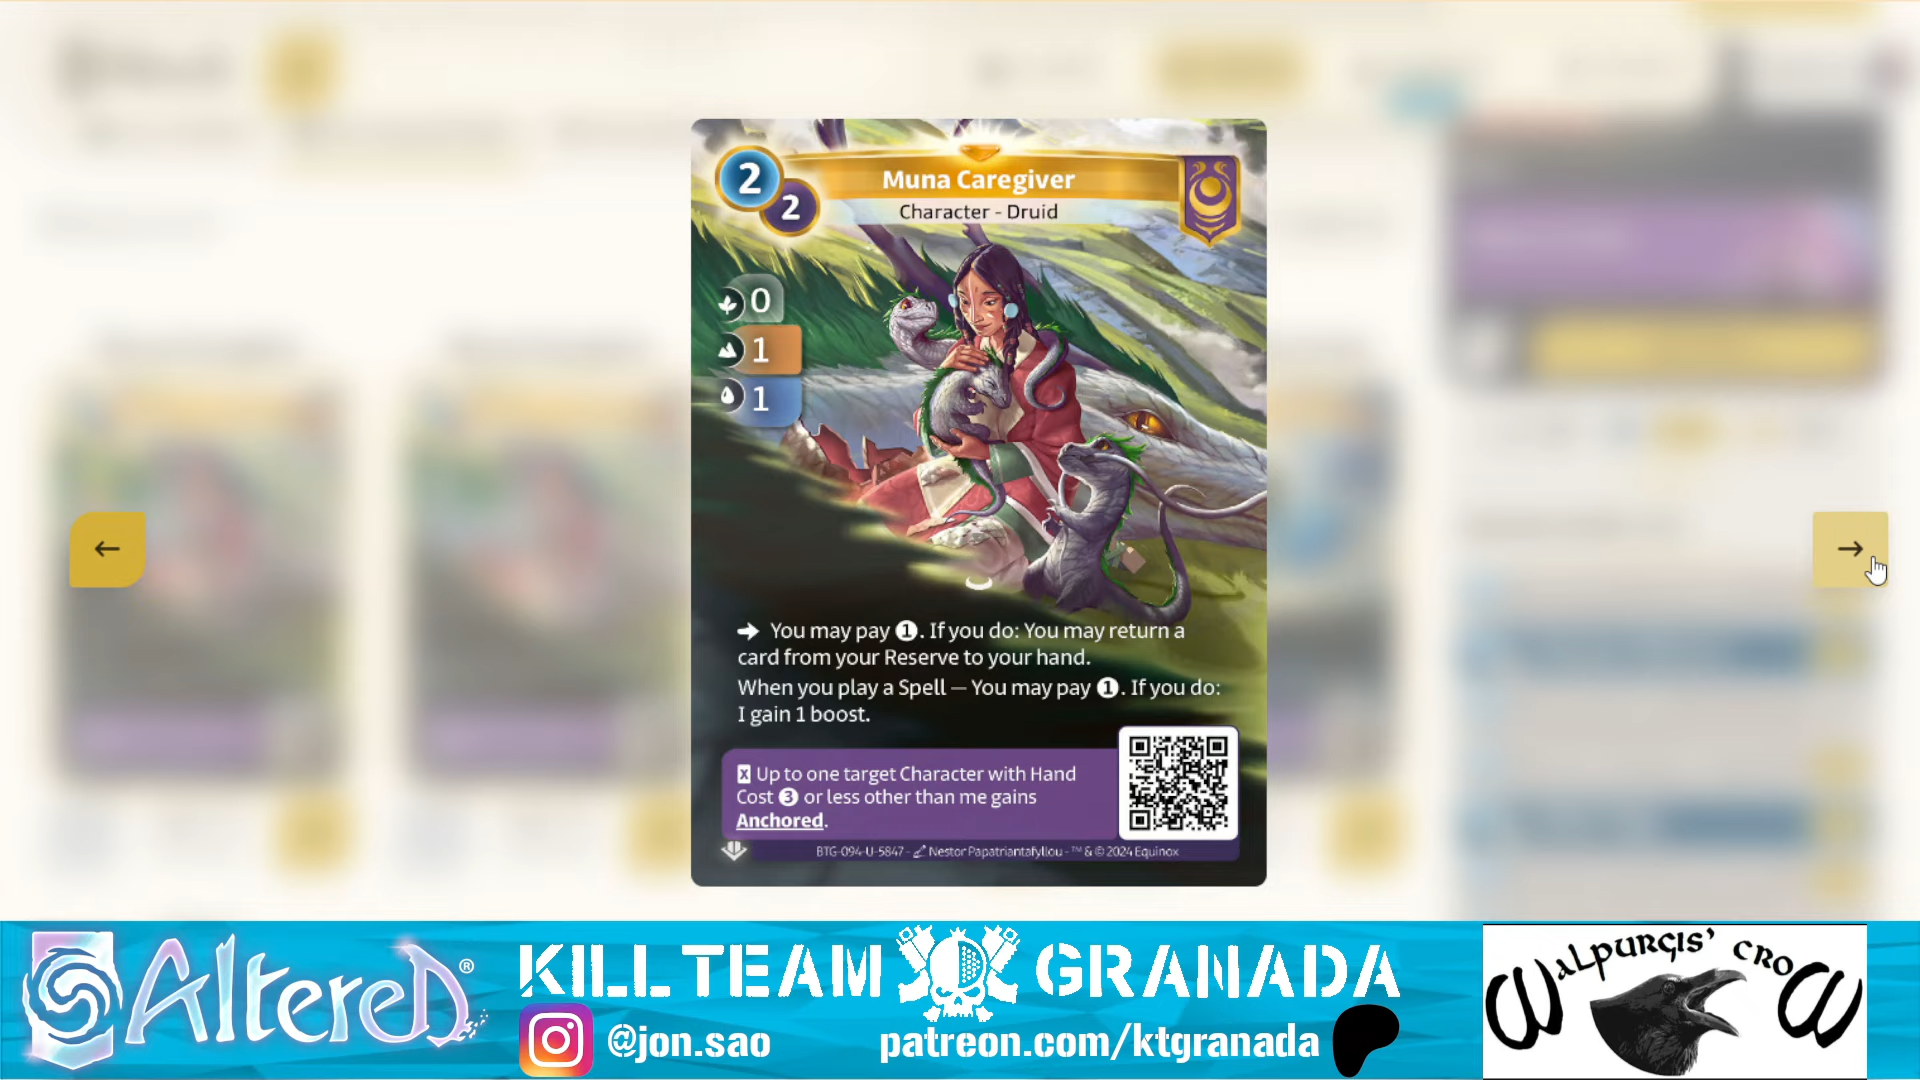 2
2
Muna Caregiver
Character - Druid
0
1
1
You may pay 1. If you do: You may return a
card from your Reserve to your hand.
When you play a Spell — You may pay 1. If you do:
I gain 1 boost.
X Up to one target Character with Hand
Cost 3 or less other than me gains
Anchored.
BTG-094-U-5847 - Nestor Papatriantafyllou - ™ & © 2024 Equinox
Altered®
KILL TEAM GRANADA
@jon.sao
patreon.com/ktgranada
Walpurgis' CroW